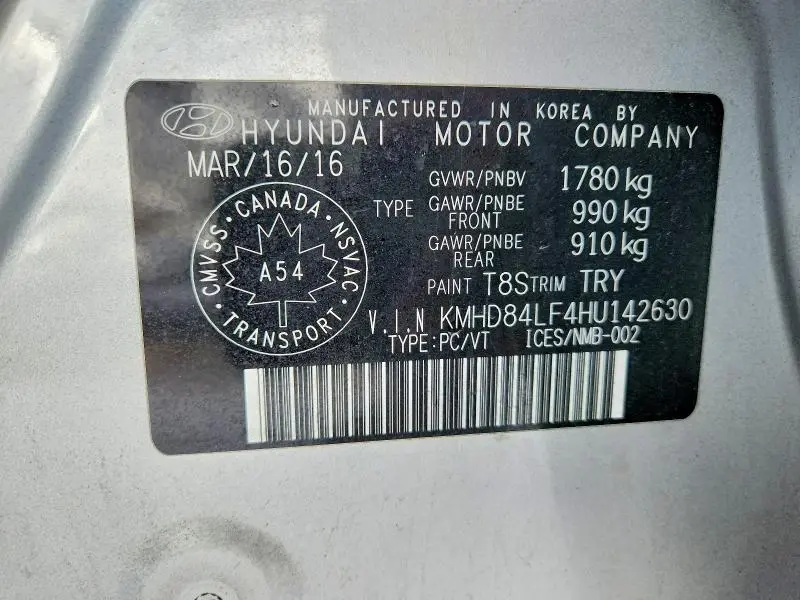 MANUFACTURED IN KOREA BY
HYUNDAI MOTOR COMPANY
MAR/16/16
GVWR/PNBV 1780 kg
TYPE GAWR/PNBE FRONT 990 kg
GAWR/PNBE REAR 910 kg
PAINT T8S TRIM TRY
V.I.N KMHD84LF4HU142630
TYPE:PC/VT ICES/NMB-002
CMVSS · CANADA · NSVAC · TRANSPORT ·
A54